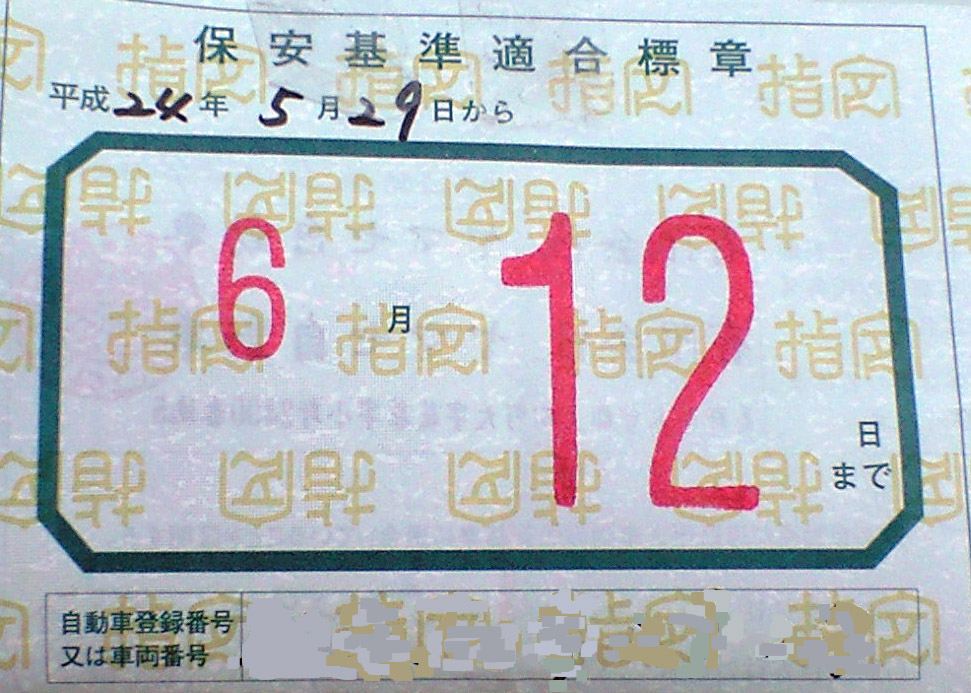 保安基準適合標章
平成24年 5月29日から
6月12日まで
自動車登録番号
又は車両番号